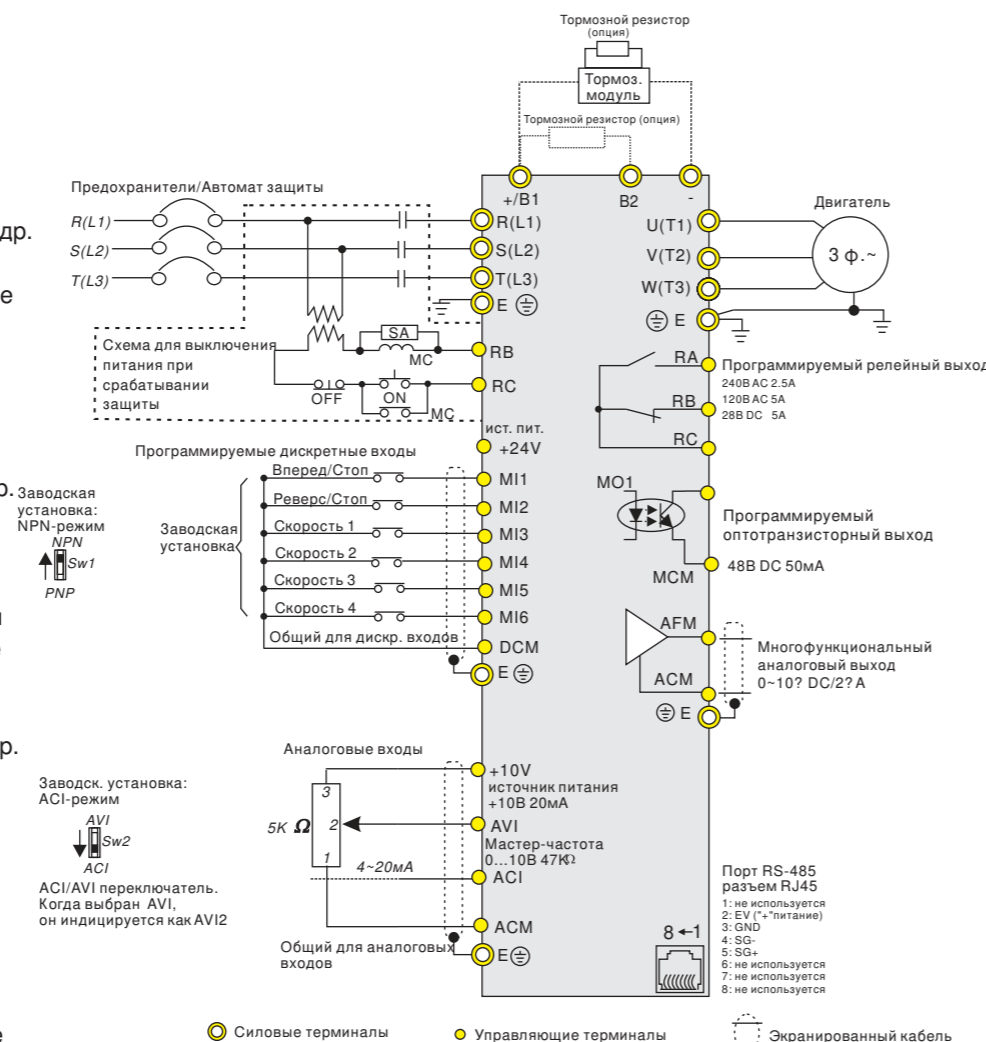 Тормозной резистор
(опция)
Тормоз.
модуль
Тормозной резистор (опция)
Предохранители/Автомат защиты
+/B1
B2
-
Двигатель
R(L1)
R(L1)
U(T1)
др.
S(L2)
S(L2)
V(T2)
3 ф.~
T(L3)
T(L3)
W(T3)
е
E
E
Схема для выключения
питания при
срабатывании
защиты
SA
MC
RB
OFF
ON
MC
RC
RA
Программируемый релейный выход
240В AC 2.5A
120В AC 5A
28В DC 5A
RB
RC
ист. пит.
+24V
Программируемые дискретные входы
Вперед/Стоп
MI1
Реверс/Стоп
MI2
Скорость 1
MI3
Скорость 2
MI4
Скорость 3
MI5
Скорость 4
MI6
Общий для дискр. входов
DCM
E
Заводская
установка
р.
Заводская
установка:
NPN-режим
NPN
Sw1
PNP
MO1
Программируемый
оптотранзисторный выход
MCM
48В DC 50мА
AFM
Многофункциональный
аналоговый выход
0~10? DC/2? A
ACM
E
р.
Аналоговые входы
+10V
источник питания
+10В 20мА
3
5K Ω
2
AVI
Мастер-частота
0...10В 47КΩ
1
4~20мА
ACI
ACM
Общий для аналоговых
входов
E
Заводск. установка:
ACI-режим
AVI
Sw2
ACI
ACI/AVI переключатель.
Когда выбран AVI,
он индицируется как AVI2
8←1
Порт RS-485
разъем RJ45
1: не используется
2: EV ("+"питание)
3: GND
4: SG-
5: SG+
6: не используется
7: не используется
8: не используется
е
Силовые терминалы
Управляющие терминалы
Экранированный кабель